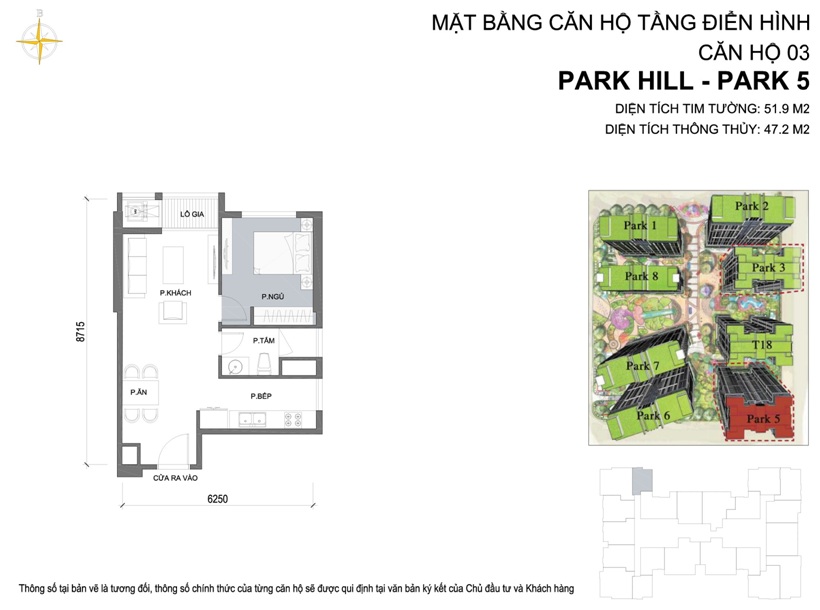 B
MẶT BẰNG CĂN HỘ TẦNG ĐIỂN HÌNH
CĂN HỘ 03
PARK HILL - PARK 5
DIỆN TÍCH TIM TƯỜNG: 51.9 M2
DIỆN TÍCH THÔNG THỦY: 47.2 M2
LÔ GIA
P.KHÁCH
P.NGỦ
P.TẮM
P.ĂN
P.BẾP
CỬA RA VÀO
8715
6250
Park 2
Park 1
Park 3
Park 8
T18
Park 7
Park 6
Park 5
Thông số tại bản vẽ là tương đối, thông số chính thức của từng căn hộ sẽ được qui định tại văn bản ký kết của Chủ đầu tư và Khách hàng